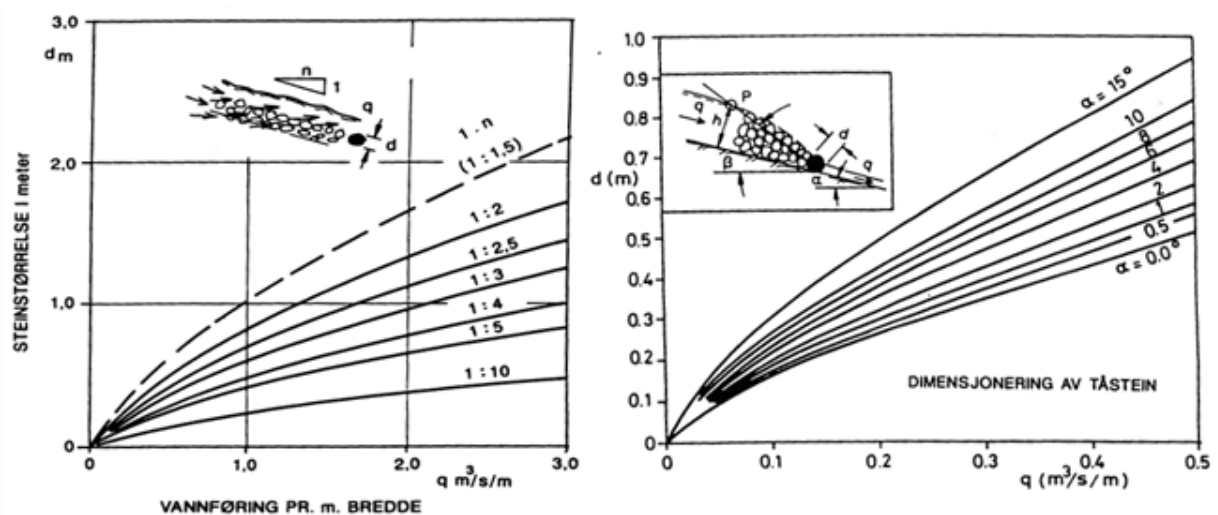 3,0
d m
2,0
1,0
0
STEINSTØRRELSE I meter
n
1
q
d
1 . n
(1 : 1,5)
1 : 2
1 : 2,5
1 : 3
1 : 4
1 : 5
1 : 10
0
1,0
2,0
3,0
q m³/s/m
VANNFØRING PR. m. BREDDE
1.0
0.9
0.8
0.7
0.6
0.5
0.4
0.3
0.2
0.1
0
d (m)
P
q
h
d
q
β
α
α = 15°
10
8
6
4
2
1
0.5
α = 0.0°
DIMENSJONERING AV TÅSTEIN
0
0.1
0.2
0.3
0.4
0.5
q (m³/s/m)